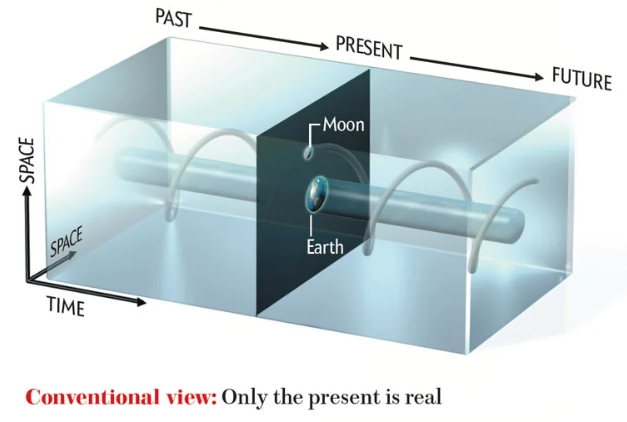 PAST
PRESENT
FUTURE
Moon
Earth
SPACE
SPACE
TIME
Conventional view: Only the present is real